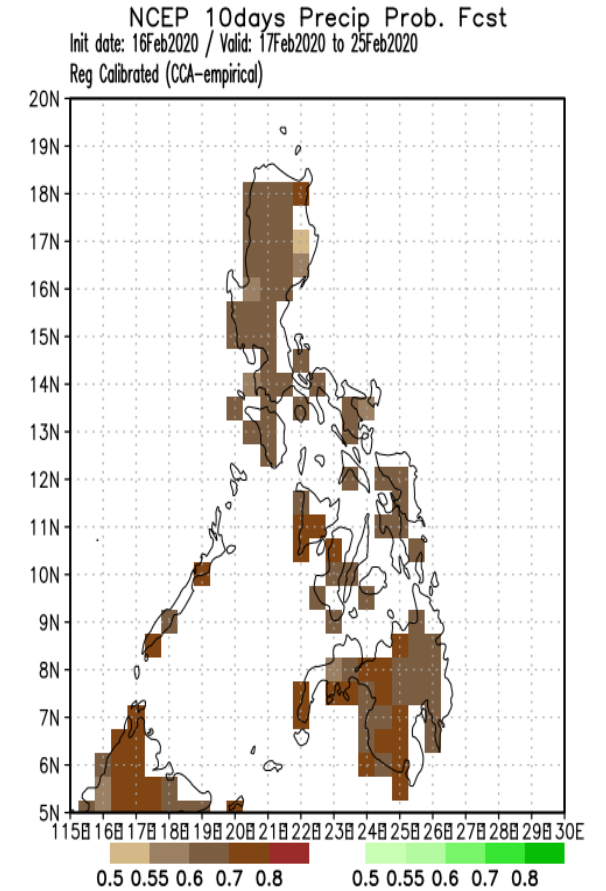 NCEP 10days Precip Prob. Fcst
Init date: 16Feb2020 / Valid: 17Feb2020 to 25Feb2020
Reg Calibrated (CCA-empirical)
20N
19N
18N
17N
16N
15N
14N
13N
12N
11N
10N
9N
8N
7N
6N
5N
115E 116E 117E 118E 119E 120E 121E 122E 123E 124E 125E 126E 127E 128E 129E 130E
0.5 0.55 0.6 0.7 0.8 0.5 0.55 0.6 0.7 0.8